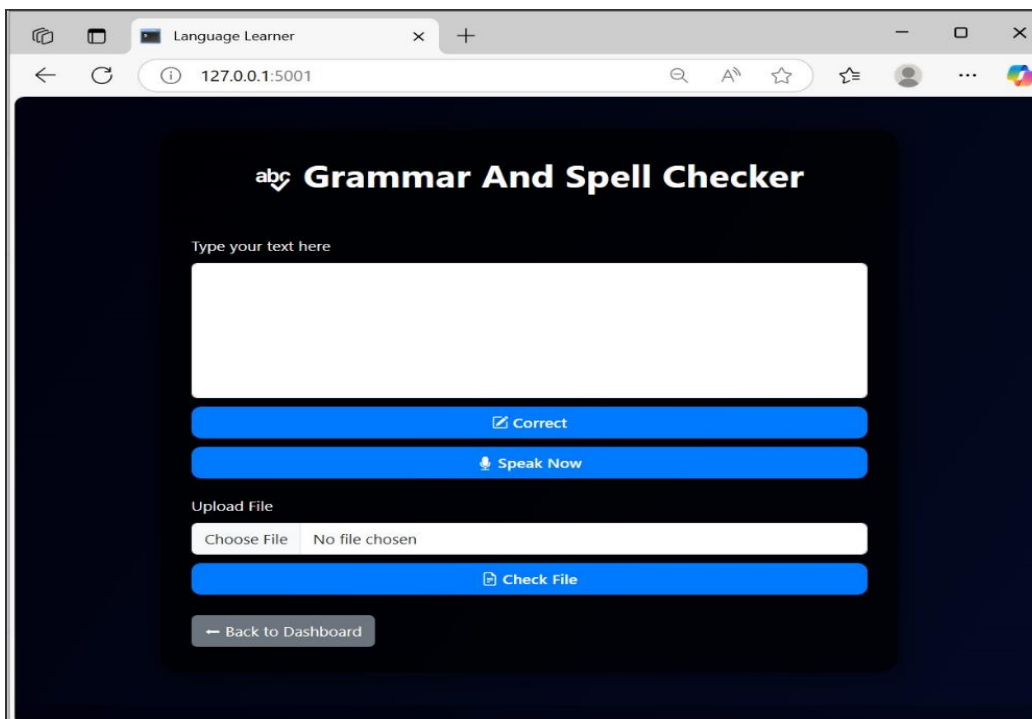 Language Learner
127.0.0.1:5001
abc Grammar And Spell Checker
Type your text here
Correct
Speak Now
Upload File
Choose File No file chosen
Check File
← Back to Dashboard